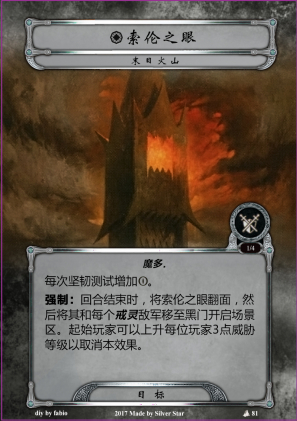 索伦之眼
末日火山
1/4
魔多.
每次坚韧测试增加①。
强制：回合结束时，将索伦之眼翻面，然
后将其和每个戒灵敌军移至黑门开启场景
区。起始玩家可以上升每位玩家3点威胁
等级以取消本效果。
目标
diy by fabio
2017 Made by Silver Star
81